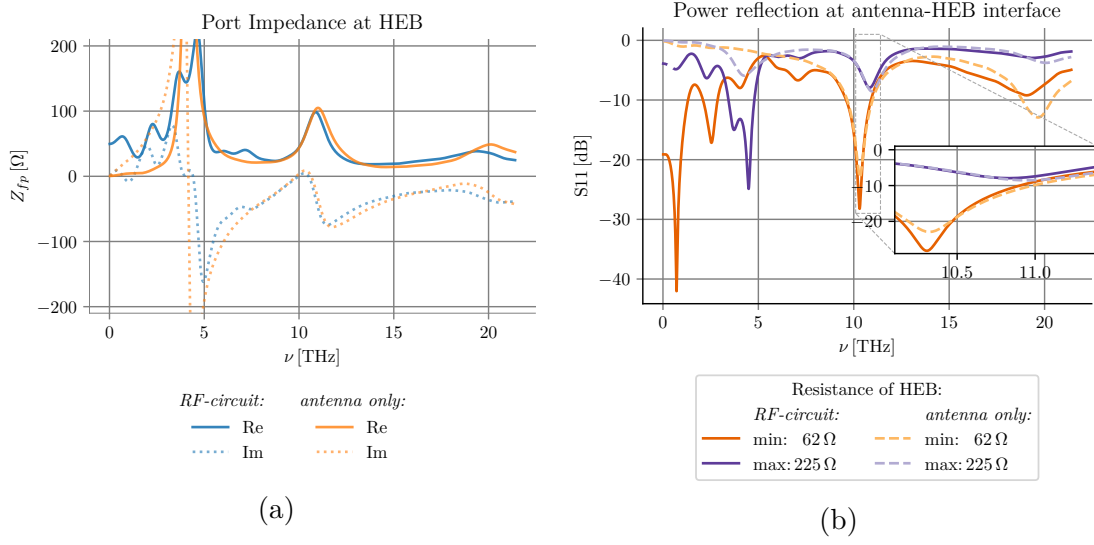 Port Impedance at HEB
200
100
0
−100
−200
Z_fp [Ω]
0
5
10
15
20
ν [THz]
RF-circuit: antenna only:
Re Re
Im Im
(a)
Power reflection at antenna-HEB interface
0
−10
−20
−30
−40
S11 [dB]
0
−10
−20
10.5
11.0
0
5
10
15
20
ν [THz]
Resistance of HEB:
RF-circuit: antenna only:
min: 62 Ω min: 62 Ω
max: 225 Ω max: 225 Ω
(b)